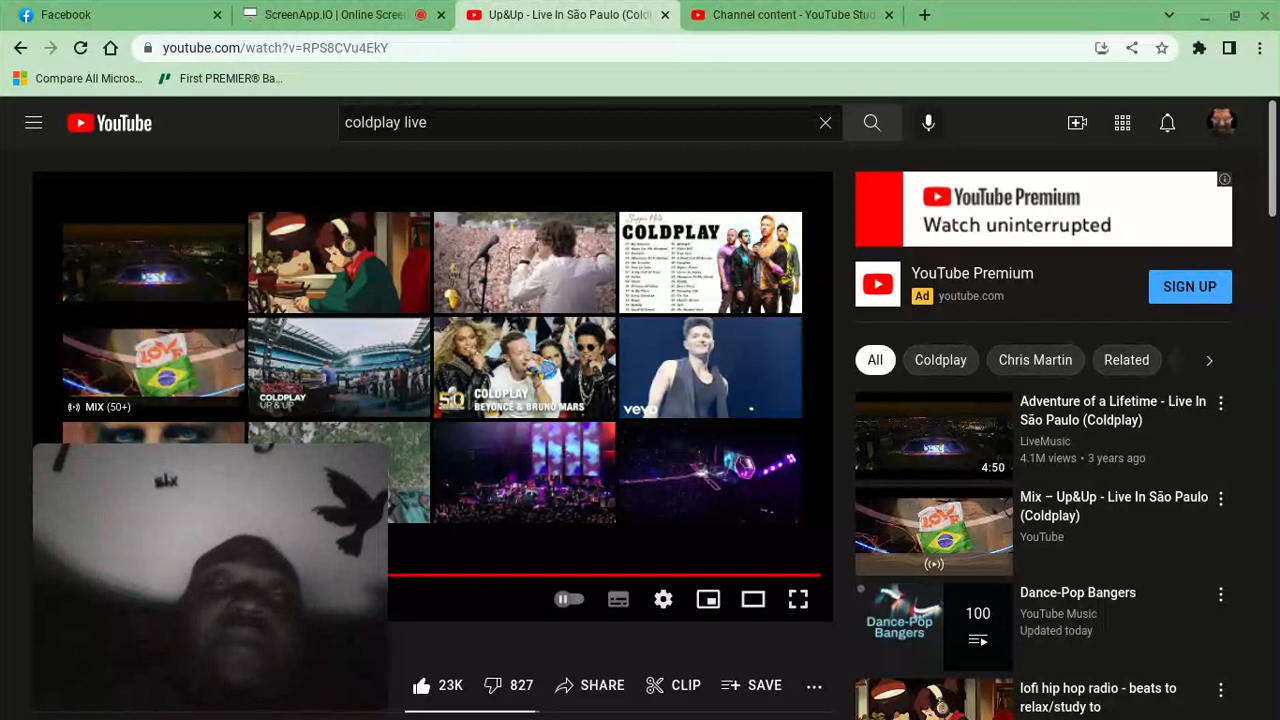 Facebook
ScreenApp.IO | Online Screen
Up&Up - Live In São Paulo (Cold
Channel content - YouTube Stud
youtube.com/watch?v=RPS8CVu4EkY
Compare All Micros...
First PREMIER® Ba...
YouTube
coldplay live
COLDPLAY
MIX (50+)
COLDPLAY
UP & UP
50
COLDPLAY
BEYONCÉ & BRUNO MARS
vevo
23K
827
SHARE
CLIP
SAVE
YouTube Premium
Watch uninterrupted
YouTube Premium
Ad youtube.com
SIGN UP
All
Coldplay
Chris Martin
Related
Adventure of a Lifetime - Live In
São Paulo (Coldplay)
LiveMusic
4.1M views • 3 years ago
4:50
Mix – Up&Up - Live In São Paulo
(Coldplay)
YouTube
Dance-Pop
Bangers
100
Dance-Pop Bangers
YouTube Music
Updated today
lofi hip hop radio - beats to
relax/study to